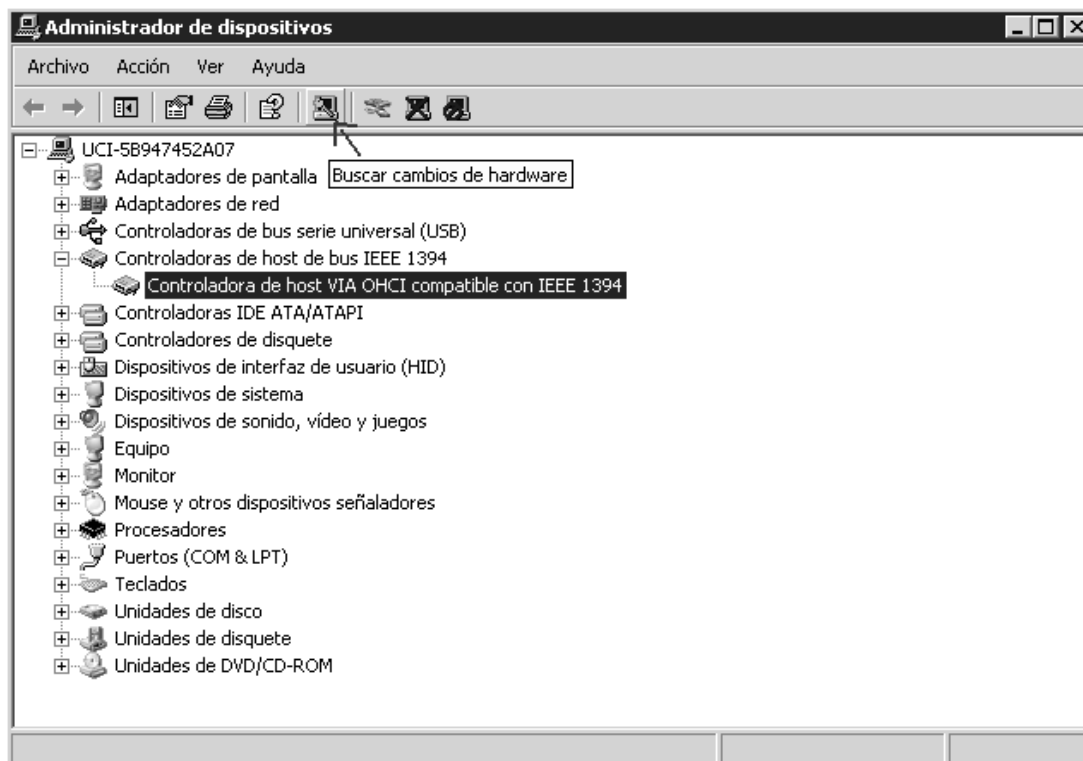 Administrador de dispositivos
Archivo Acción Ver Ayuda
UCI-5B947452A07
Adaptadores de pantalla
Buscar cambios de hardware
Adaptadores de red
Controladoras de bus serie universal (USB)
Controladoras de host de bus IEEE 1394
Controladora de host VIA OHCI compatible con IEEE 1394
Controladoras IDE ATA/ATAPI
Controladores de disquete
Dispositivos de interfaz de usuario (HID)
Dispositivos de sistema
Dispositivos de sonido, vídeo y juegos
Equipo
Monitor
Mouse y otros dispositivos señaladores
Procesadores
Puertos (COM & LPT)
Teclados
Unidades de disco
Unidades de disquete
Unidades de DVD/CD-ROM